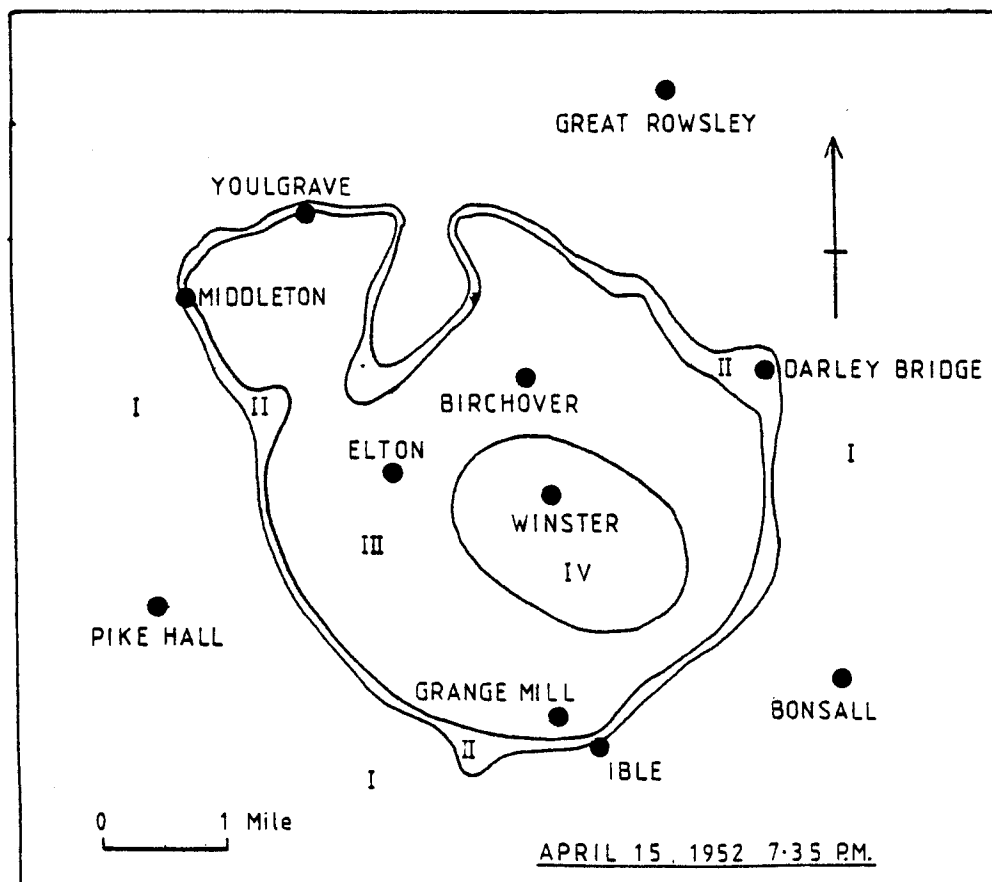 GREAT ROWSLEY
YOULGRAVE
MIDDLETON
II
DARLEY BRIDGE
I
II
BIRCHOVER
ELTON
I
WINSTER
III
IV
PIKE HALL
GRANGE MILL
BONSALL
II
IBLE
I
0 1 Mile
APRIL 15, 1952 7·35 P.M.